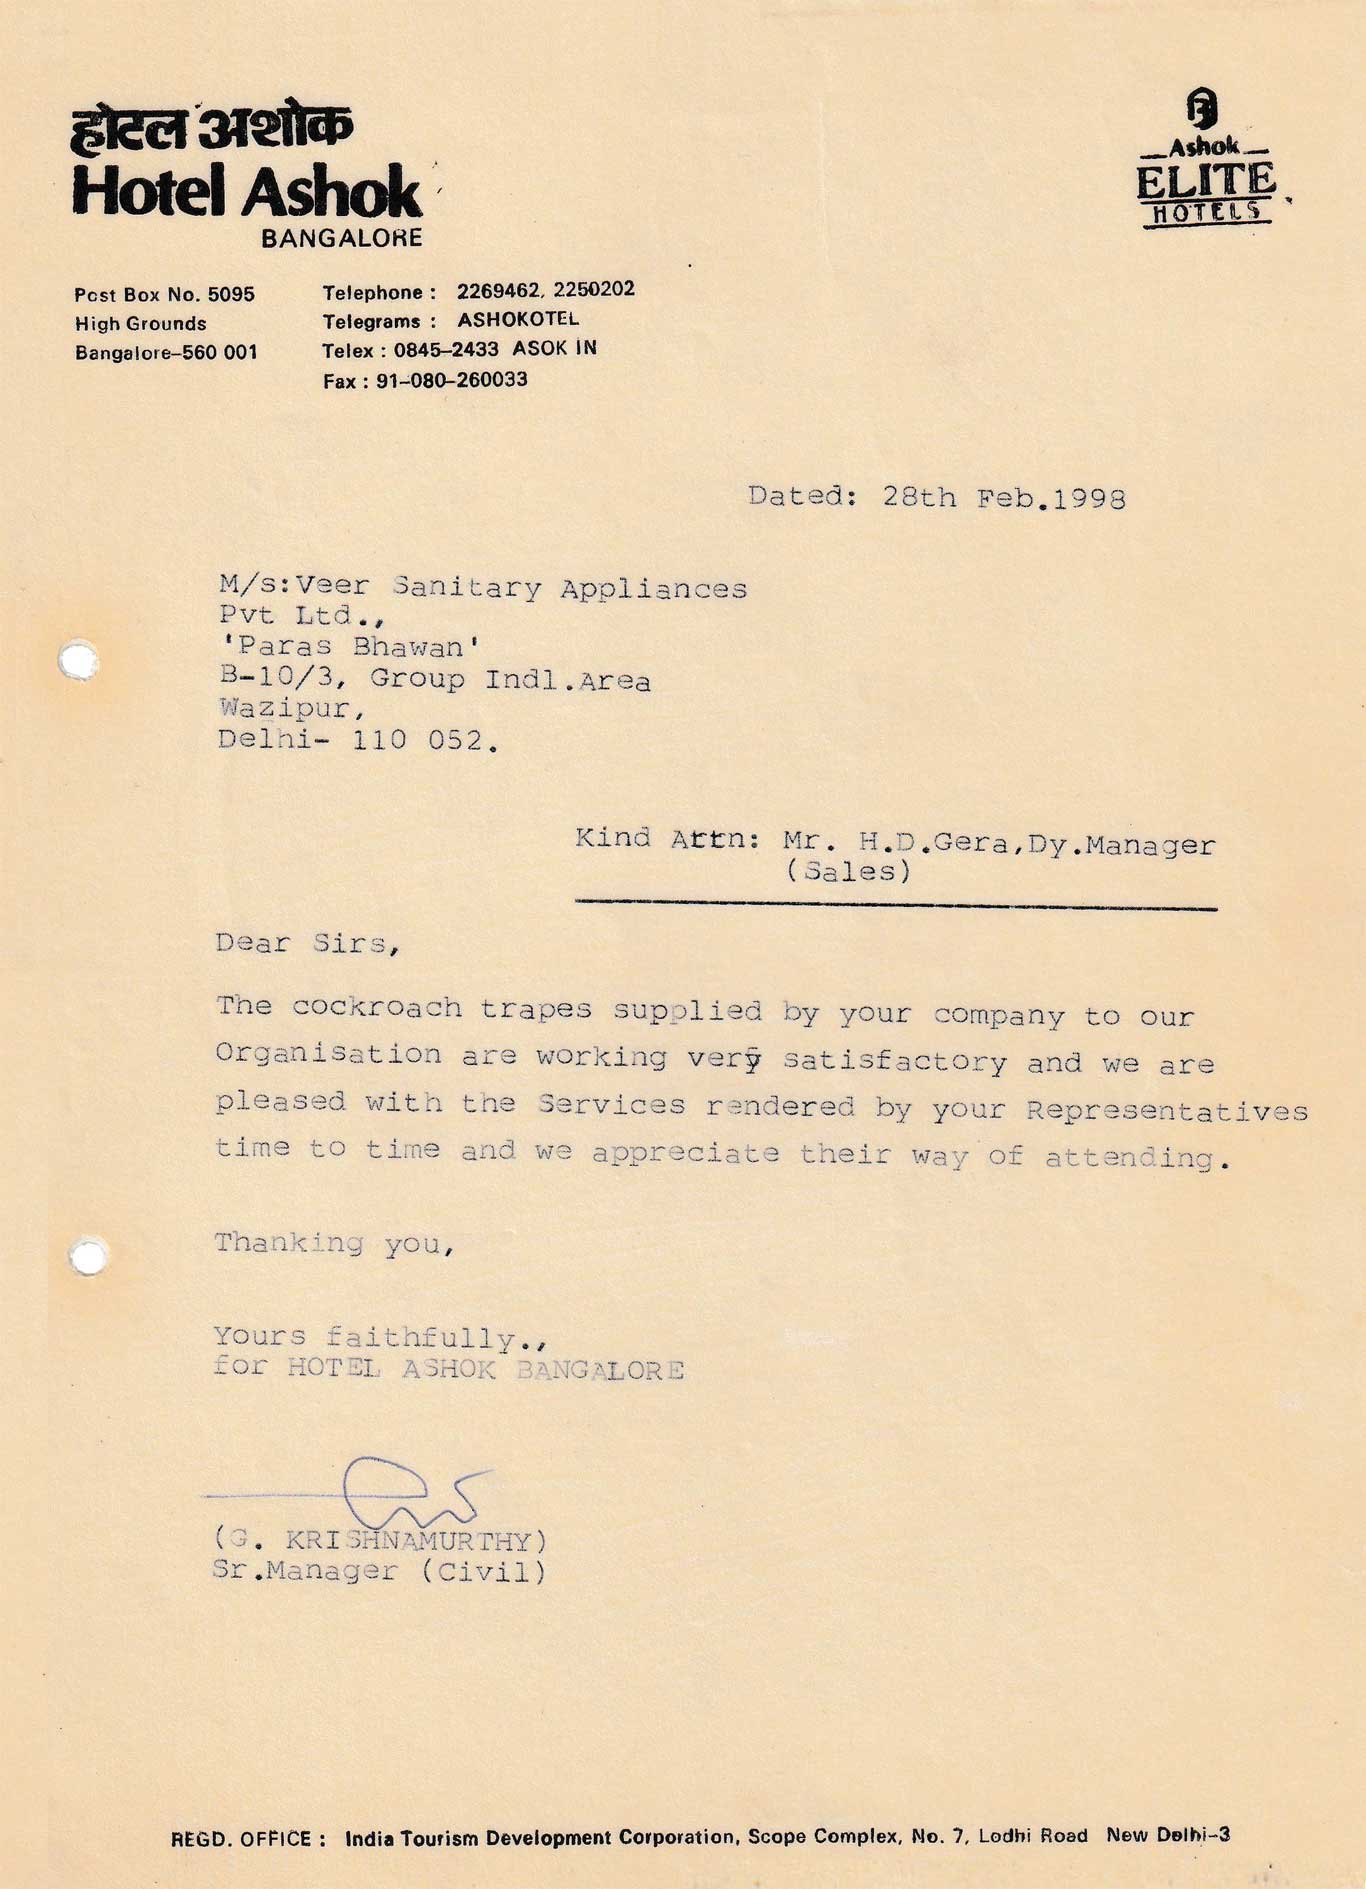 होटल अशोक
Hotel Ashok
BANGALORE
Ashok
ELITE
HOTELS
Post Box No. 5095
High Grounds
Bangalore-560 001
Telephone : 2269462, 2250202
Telegrams : ASHOKOTEL
Telex : 0845-2433 ASOK IN
Fax : 91-080-260033
Dated: 28th Feb.1998
M/s:Veer Sanitary Appliances
Pvt Ltd.,
'Paras Bhawan'
B-10/3, Group Indl.Area
Wazipur,
Delhi- 110 052.
Kind Attn: Mr. H.D.Gera,Dy.Manager
(Sales)
Dear Sirs,
The cockroach trapes supplied by your company to our
Organisation are working very satisfactory and we are
pleased with the Services rendered by your Representatives
time to time and we appreciate their way of attending.
Thanking you,
Yours faithfully.,
for HOTEL ASHOK BANGALORE
(G. KRISHNAMURTHY)
Sr.Manager (Civil)
REGD. OFFICE : India Tourism Development Corporation, Scope Complex, No. 7, Lodhi Road New Delhi-3